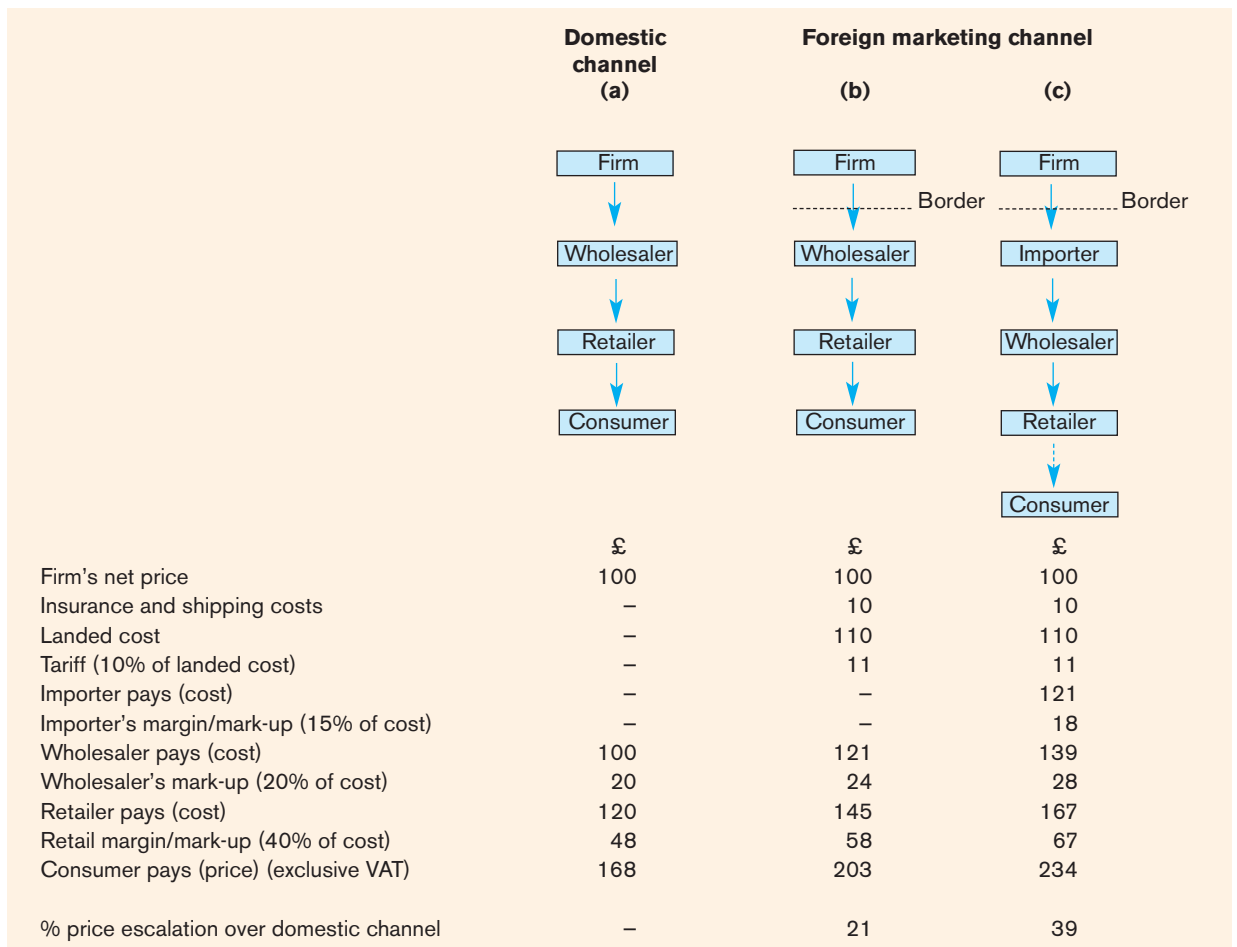 Domestic channel (a)
Foreign marketing channel
(b) (c)
Firm Firm Firm
Border Border
Wholesaler Wholesaler Importer
Retailer Retailer Wholesaler
Consumer Consumer Retailer
Consumer
£ £ £
Firm’s net price 100 100 100
Insurance and shipping costs – 10 10
Landed cost – 110 110
Tariff (10% of landed cost) – 11 11
Importer pays (cost) – – 121
Importer’s margin/mark-up (15% of cost) – – 18
Wholesaler pays (cost) 100 121 139
Wholesaler’s mark-up (20% of cost) 20 24 28
Retailer pays (cost) 120 145 167
Retail margin/mark-up (40% of cost) 48 58 67
Consumer pays (price) (exclusive VAT) 168 203 234
% price escalation over domestic channel – 21 39